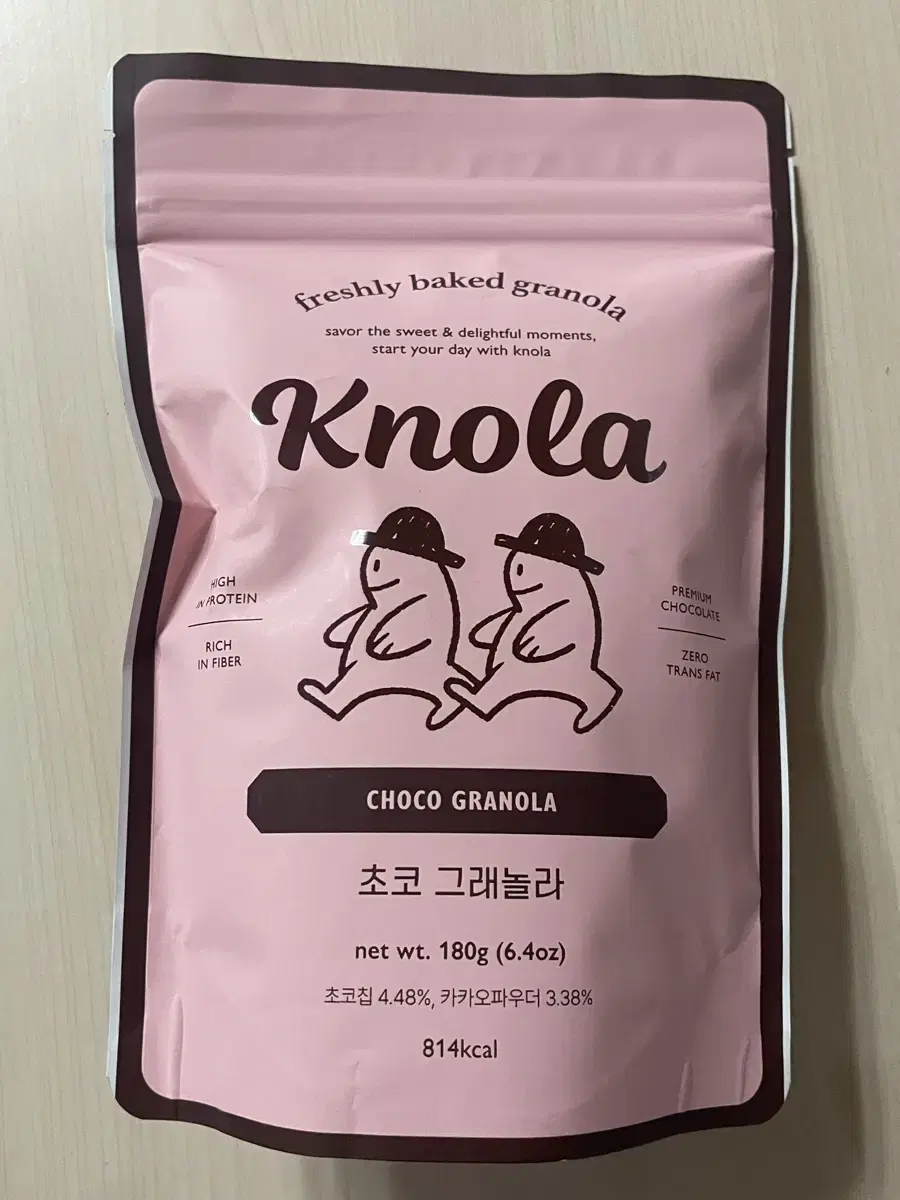 freshly baked granola
savor the sweet & delightful moments,
start your day with knola
Knola
HIGH
IN PROTEIN
RICH
IN FIBER
PREMIUM
CHOCOLATE
ZERO
TRANS FAT
CHOCO GRANOLA
초코 그래놀라
net wt. 180g (6.4oz)
초코칩 4.48%, 카카오파우더 3.38%
814kcal